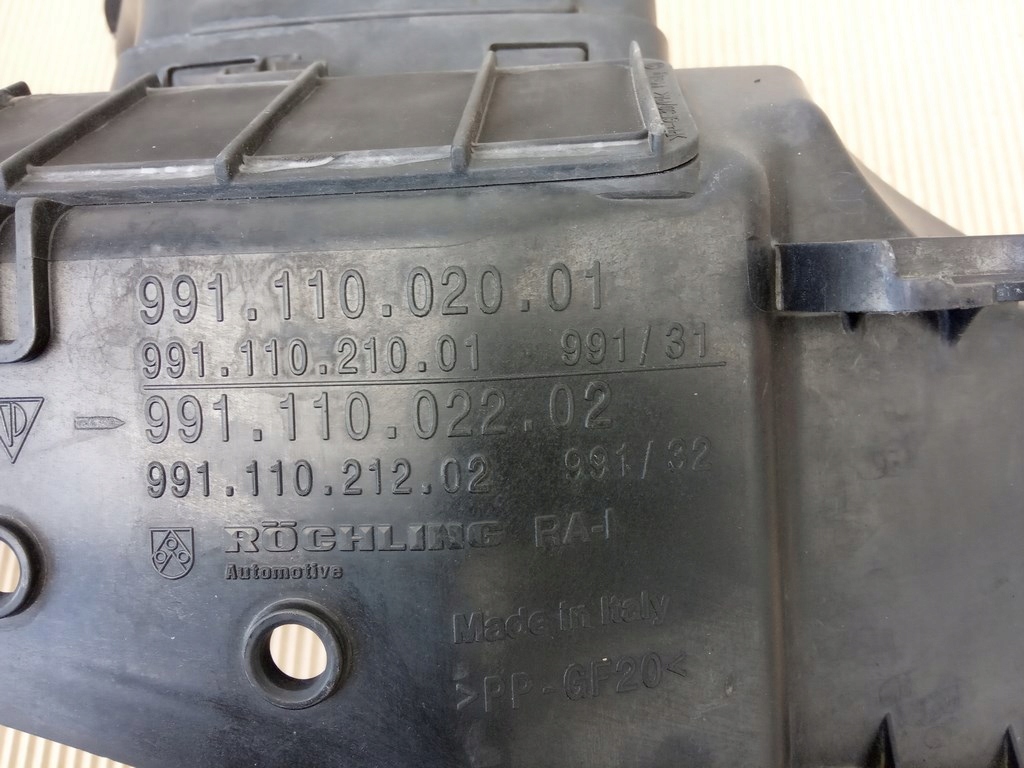 991.110.020.01
991.110.210.01 991/31
991.110.022.02
991.110.212.02 991/32
RÖCHLING RA-I
Automotive
Made in Italy
>PP-GF20<